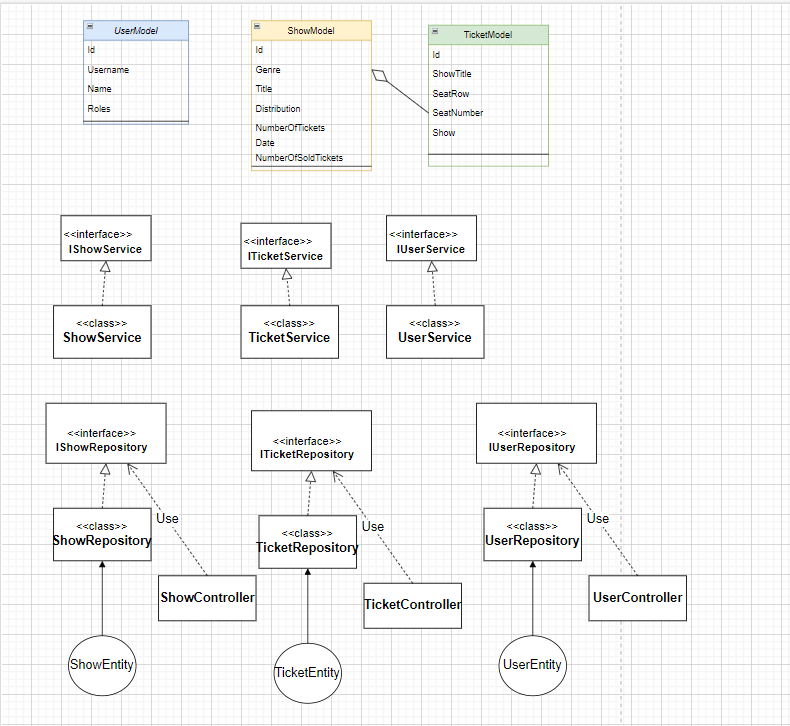 UserModel
Id
Username
Name
Roles
ShowModel
Id
Genre
Title
Distribution
NumberOfTickets
Date
NumberOfSoldTickets
TicketModel
Id
ShowTitle
SeatRow
SeatNumber
Show
<<interface>>
IShowService
<<interface>>
ITicketService
<<interface>>
IUserService
<<class>>
ShowService
<<class>>
TicketService
<<class>>
UserService
<<interface>>
IShowRepository
<<interface>>
ITicketRepository
<<interface>>
IUserRepository
<<class>>
ShowRepository
Use
<<class>>
TicketRepository
Use
<<class>>
UserRepository
Use
ShowController
TicketController
UserController
ShowEntity
TicketEntity
UserEntity